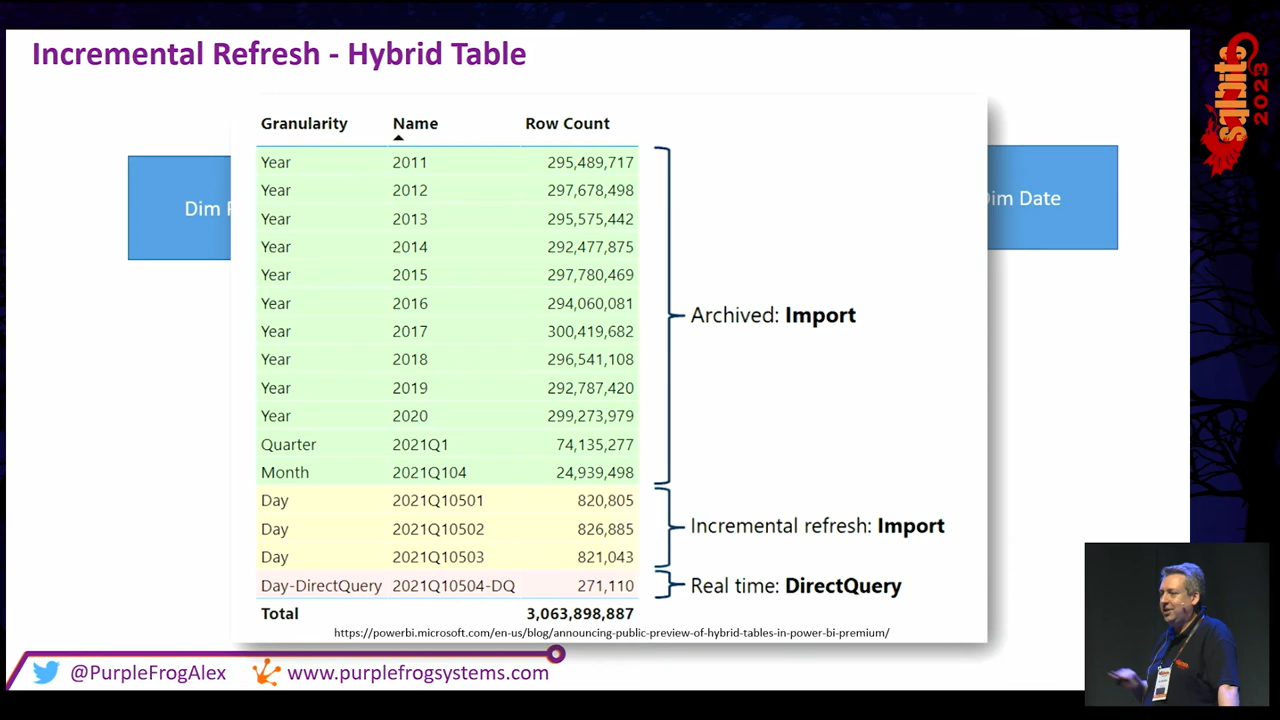 Incremental Refresh - Hybrid Table
sqlbits
2023
Granularity Name Row Count
Year 2011 295,489,717
Year 2012 297,678,498
Year 2013 295,575,442
Year 2014 292,477,875
Year 2015 297,780,469
Year 2016 294,060,081
Year 2017 300,419,682
Year 2018 296,541,108
Year 2019 292,787,420
Year 2020 299,273,979
Quarter 2021Q1 74,135,277
Month 2021Q104 24,939,498
Day 2021Q10501 820,805
Day 2021Q10502 826,885
Day 2021Q10503 821,043
Day-DirectQuery 2021Q10504-DQ 271,110
Total 3,063,898,887
Dim
Dim Date
Archived: Import
Incremental refresh: Import
Real time: DirectQuery
https://powerbi.microsoft.com/en-us/blog/announcing-public-preview-of-hybrid-tables-in-power-bi-premium/
@PurpleFrogAlex www.purplefrogsystems.com